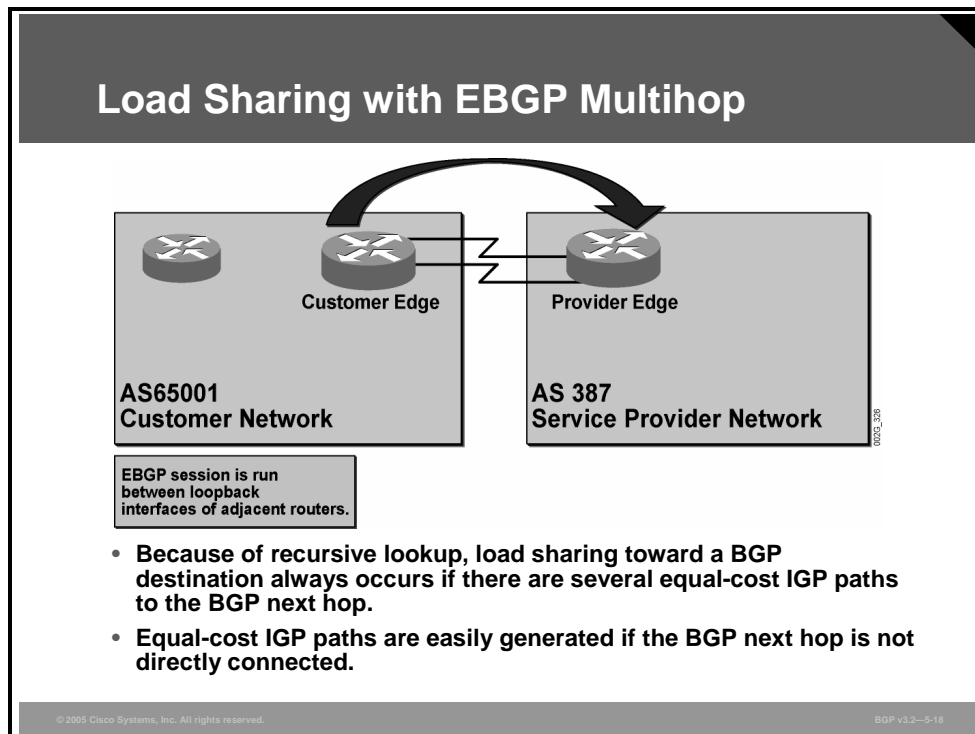 Load Sharing with EBGP Multihop
Customer Edge
Provider Edge
AS65001
Customer Network
AS 387
Service Provider Network
002G_326
EBGP session is run
between loopback
interfaces of adjacent routers.
• Because of recursive lookup, load sharing toward a BGP
destination always occurs if there are several equal-cost IGP paths
to the BGP next hop.
• Equal-cost IGP paths are easily generated if the BGP next hop is not
directly connected.
© 2005 Cisco Systems, Inc. All rights reserved.
BGP v3.2—5-18